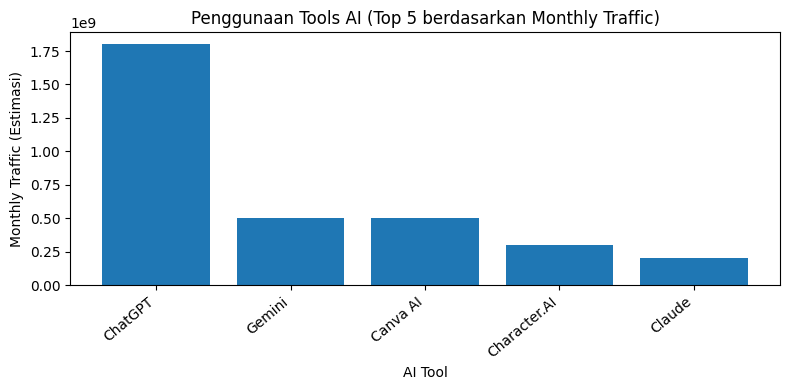 Penggunaan Tools AI (Top 5 berdasarkan Monthly Traffic)
1e9
Monthly Traffic (Estimasi)
1.75
1.50
1.25
1.00
0.75
0.50
0.25
0.00
ChatGPT
Gemini
Canva AI
Character.AI
Claude
AI Tool